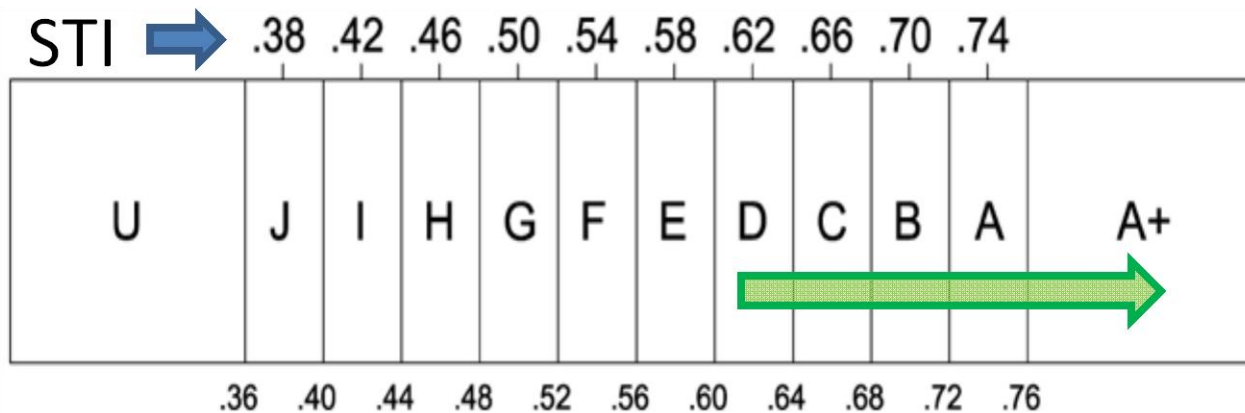 STI .38 .42 .46 .50 .54 .58 .62 .66 .70 .74
U J I H G F E D C B A A+
.36 .40 .44 .48 .52 .56 .60 .64 .68 .72 .76